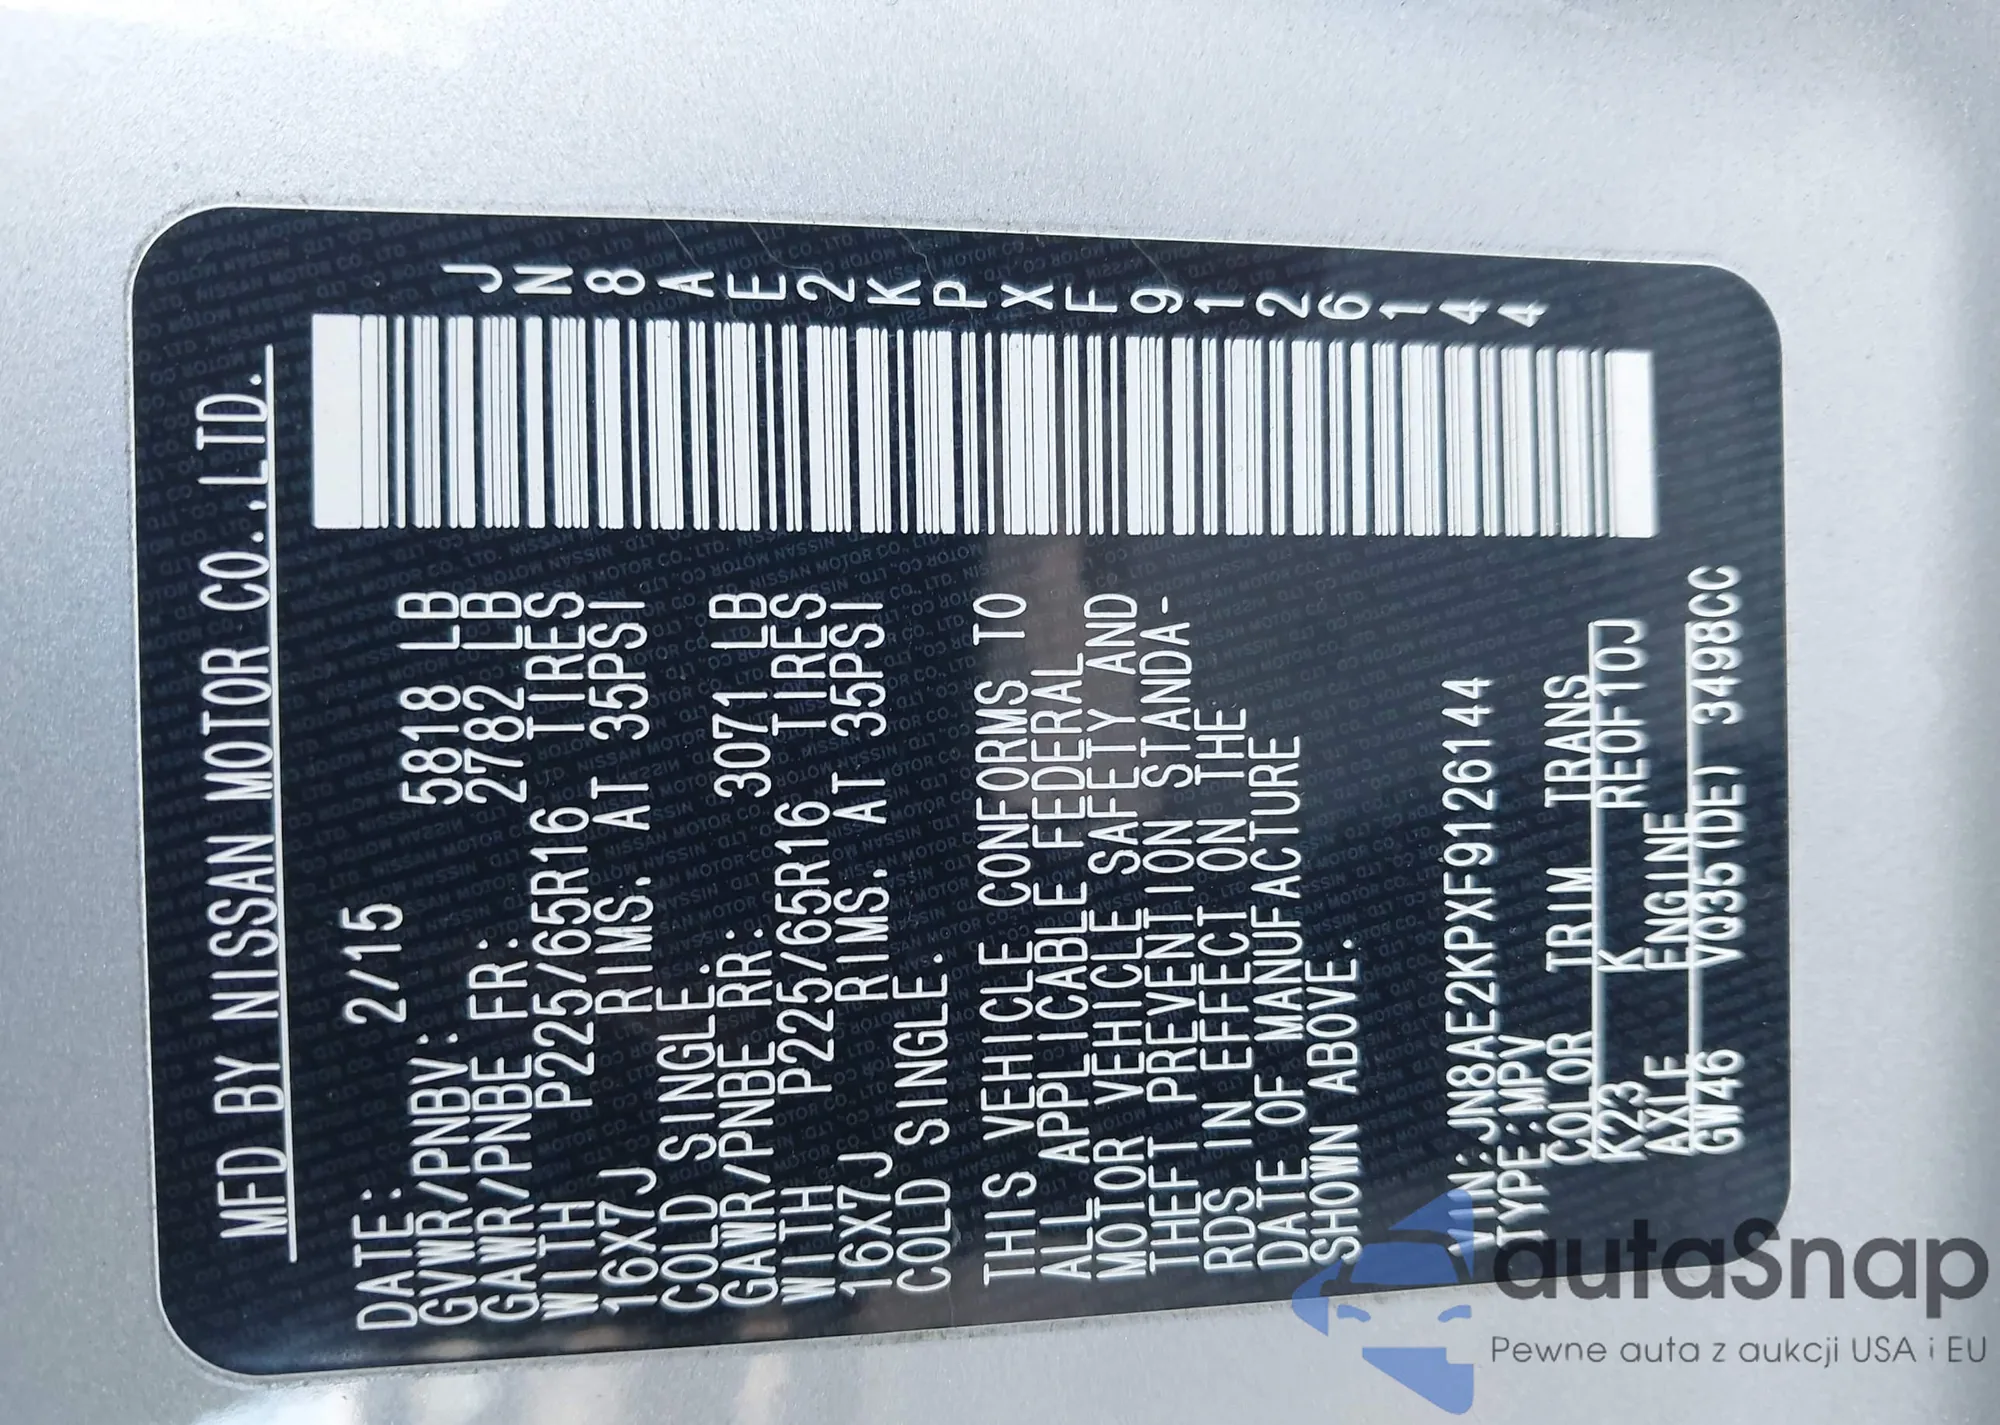 MFD BY NISSAN MOTOR CO.,LTD.
DATE: 2/15
GVWR/PNBV: 5818 LB
GAWR/PNBE FR: 2782 LB
WITH P225/65R16 TIRES
16X7J RIMS. AT 35PSI
COLD SINGLE:
GAWR/PNBE RR: 3071 LB
WITH P225/65R16 TIRES
16X7J RIMS. AT 35PSI
COLD SINGLE:
THIS VEHICLE CONFORMS TO
ALL APPLICABLE FEDERAL
MOTOR VEHICLE SAFETY AND
THEFT PREVENTION STANDA-
RDS IN EFFECT ON THE
DATE OF MANUFACTURE
SHOWN ABOVE.
VIN:JN8AE2KPXF9126144
TYPE:MPV
COLOR TRIM TRANS
K23 K RE0F10J
AXLE ENGINE
GW46 VQ35(DE) 3498CC
JN8AE2KPXF9126144
autaSnap
Pewne auta z aukcji USA i EU